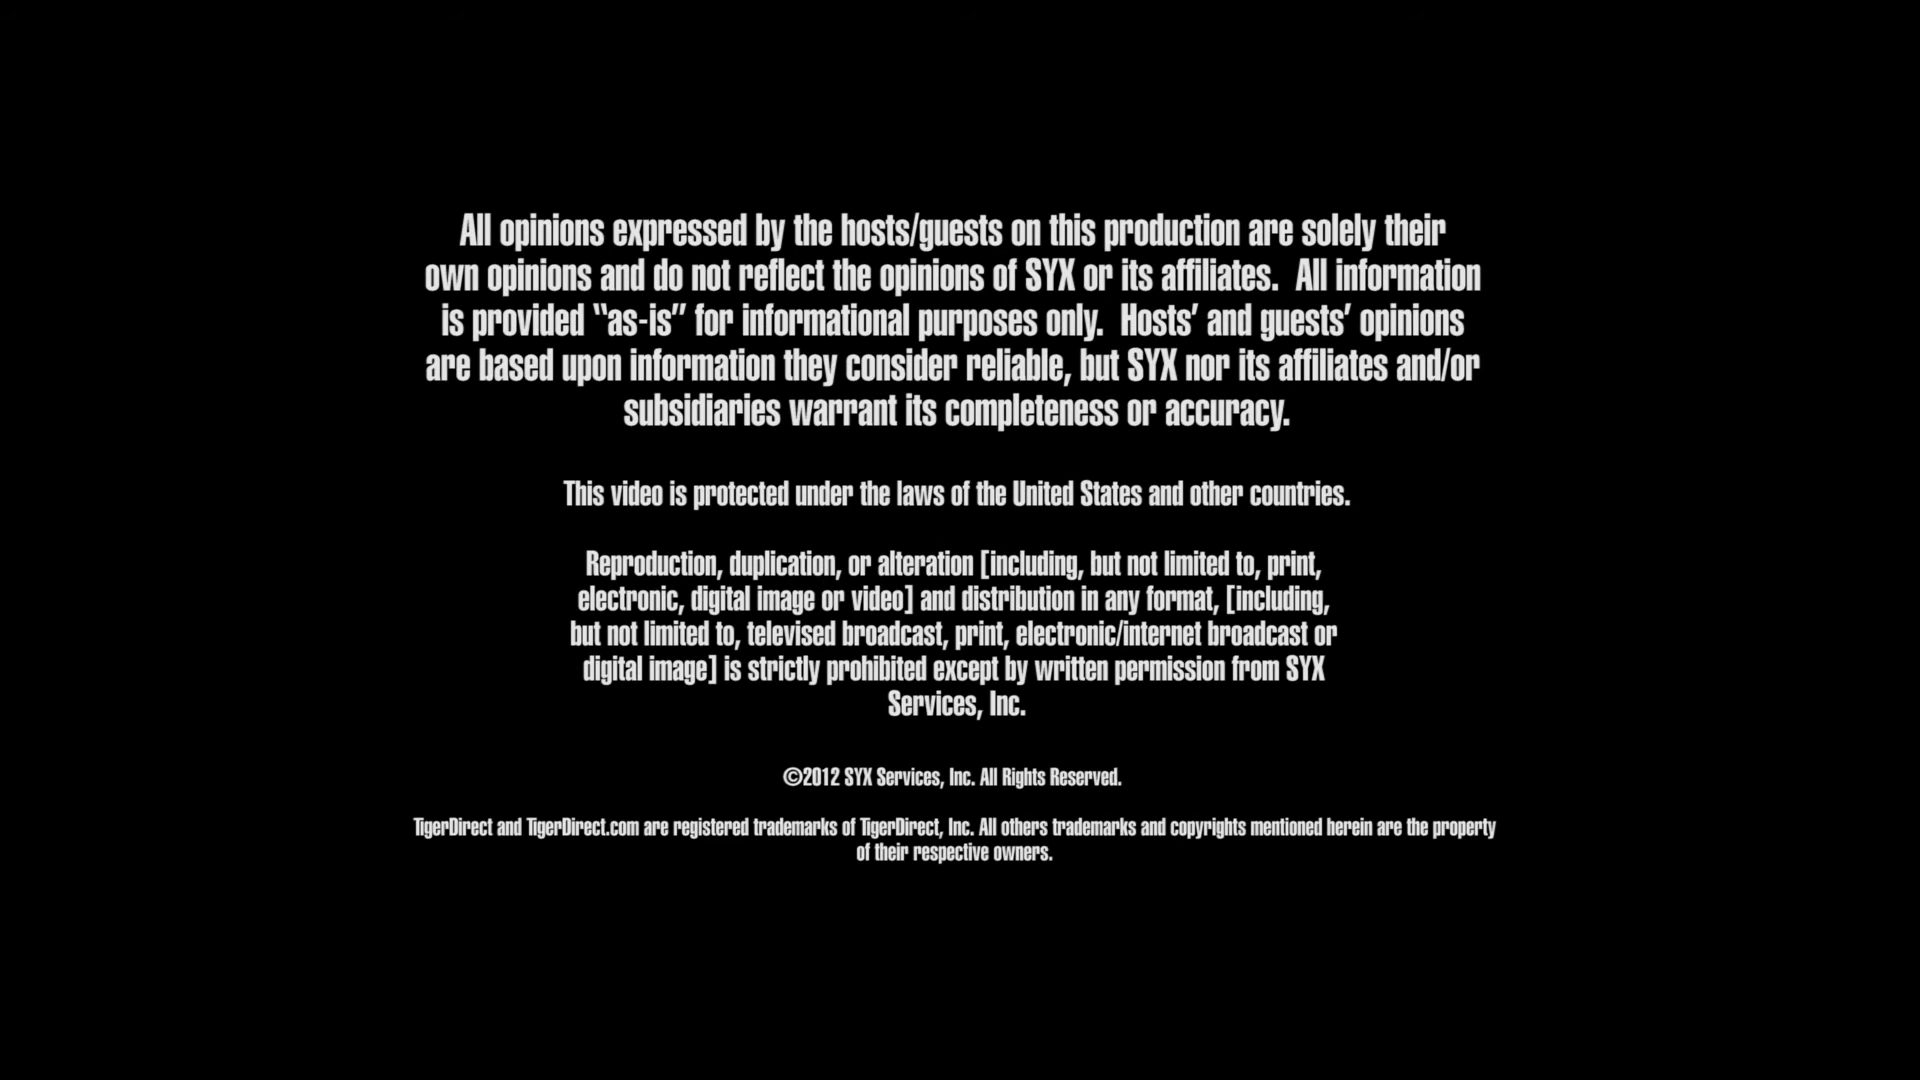 All opinions expressed by the hosts/guests on this production are solely their
own opinions and do not reflect the opinions of SYX or its affiliates.  All information
is provided “as-is” for informational purposes only.  Hosts’ and guests’ opinions
are based upon information they consider reliable, but SYX nor its affiliates and/or
subsidiaries warrant its completeness or accuracy.
This video is protected under the laws of the United States and other countries.
Reproduction, duplication, or alteration [including, but not limited to, print,
electronic, digital image or video] and distribution in any format, [including,
but not limited to, televised broadcast, print, electronic/internet broadcast or
digital image] is strictly prohibited except by written permission from SYX
Services, Inc.
©2012 SYX Services, Inc. All Rights Reserved.
TigerDirect and TigerDirect.com are registered trademarks of TigerDirect, Inc. All others trademarks and copyrights mentioned herein are the property
of their respective owners.